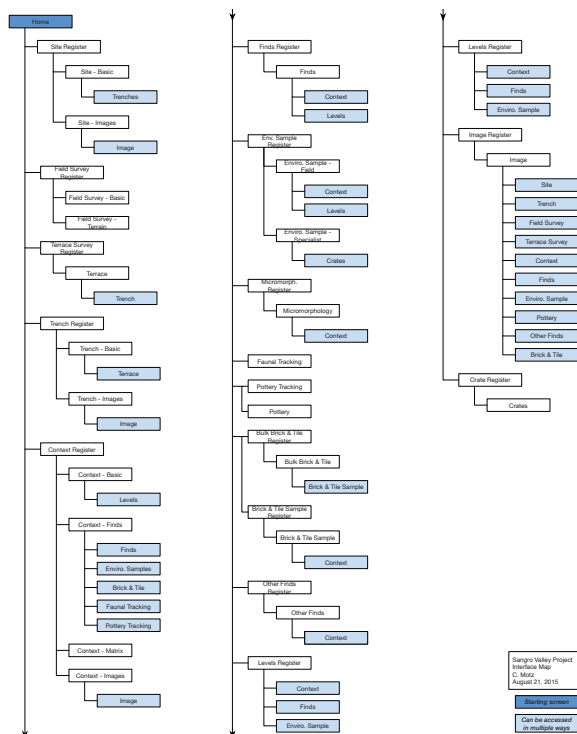 Home
Site Register
Site - Basic
Trenches
Site - Images
Image
Field Survey
Register
Field Survey - Basic
Field Survey -
Terrain
Terrace Survey
Register
Terrace
Trench
Trench Register
Trench - Basic
Terrace
Trench - Images
Image
Context Register
Context - Basic
Levels
Context - Finds
Finds
Enviro. Samples
Brick & Tile
Faunal Tracking
Pottery Tracking
Context - Matrix
Context - Images
Image
Finds Register
Finds
Context
Levels
Env. Sample
Register
Enviro. Sample -
Field
Context
Levels
Enviro. Sample -
Specialist
Crates
Micromorph.
Register
Micromorphology
Context
Faunal Tracking
Pottery Tracking
Pottery
Bulk Brick & Tile
Register
Bulk Brick & Tile
Brick & Tile Sample
Brick & Tile Sample
Register
Brick & Tile Sample
Context
Other Finds
Register
Other Finds
Context
Levels Register
Context
Finds
Enviro. Sample
Levels Register
Context
Finds
Enviro. Sample
Image Register
Image
Site
Trench
Field Survey
Terrace Survey
Context
Finds
Enviro. Sample
Pottery
Other Finds
Brick & Tile
Crate Register
Crates
Sangro Valley Project
Interface Map
C. Motz
August 21, 2015
Starting screen
Can be accessed
in multiple ways